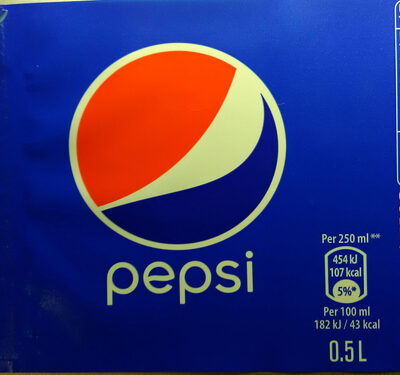 pepsi
Per 250 ml**
454 kJ
107 kcal
5%*
Per 100 ml
182 kJ / 43 kcal
0.5 L